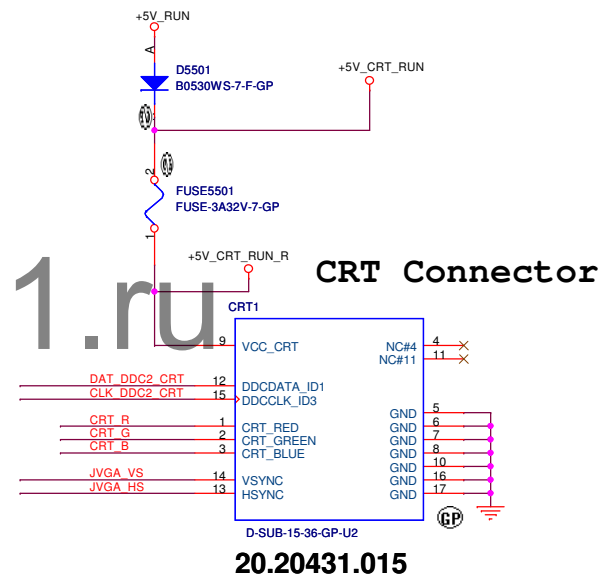 +5V_RUN
A
D5501
B0530WS-7-F-GP
+5V_CRT_RUN
2
FUSE5501
FUSE-3A32V-7-GP
1
+5V_CRT_RUN_R
CRT Connector
1.ru
CRT1
9 VCC_CRT NC#4 4
NC#11 11
DAT_DDC2_CRT 12 DDCDATA_ID1
CLK_DDC2_CRT 15 DDCCLK_ID3
GND 5
CRT_R 1 CRT_RED GND 6
CRT_G 2 CRT_GREEN GND 7
CRT_B 3 CRT_BLUE GND 8
GND 10
JVGA_VS 14 VSYNC GND 16
JVGA_HS 13 HSYNC GND 17
GP
D-SUB-15-36-GP-U2
20.20431.015